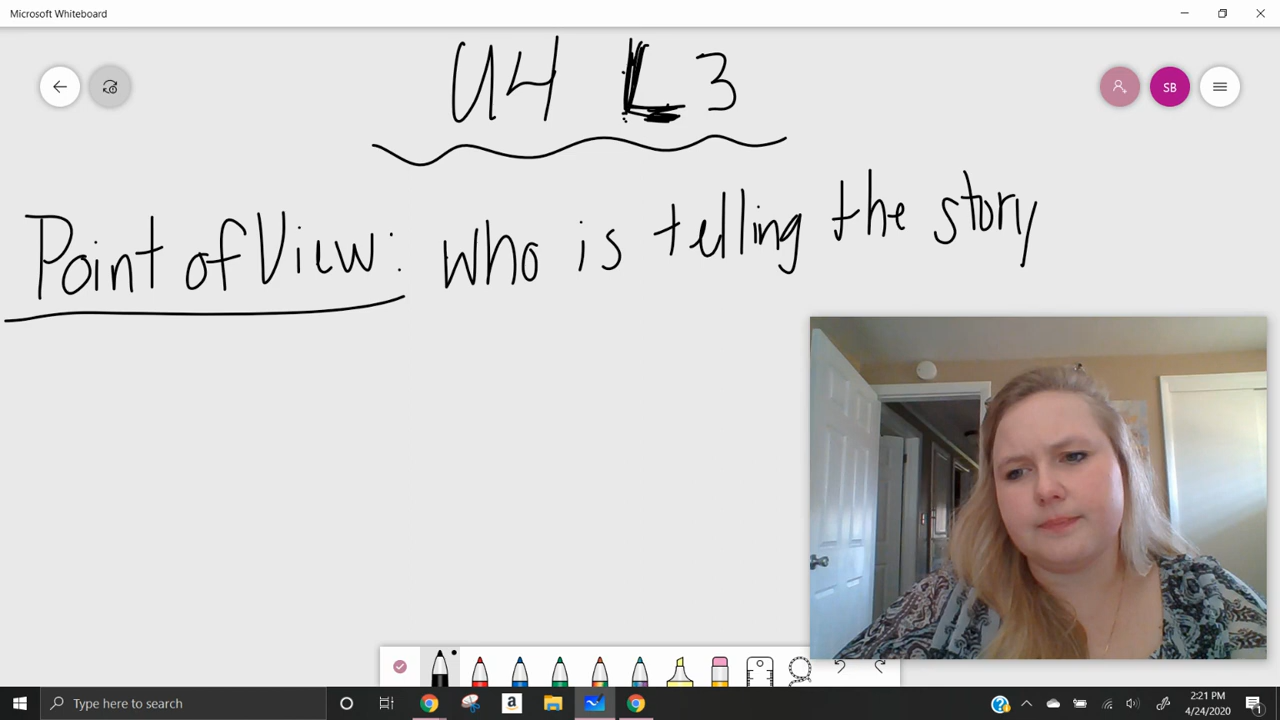 Microsoft Whiteboard
U4 L3
SB
Point of View: who is telling the story
Type here to search
a
2:21 PM
4/24/2020
1